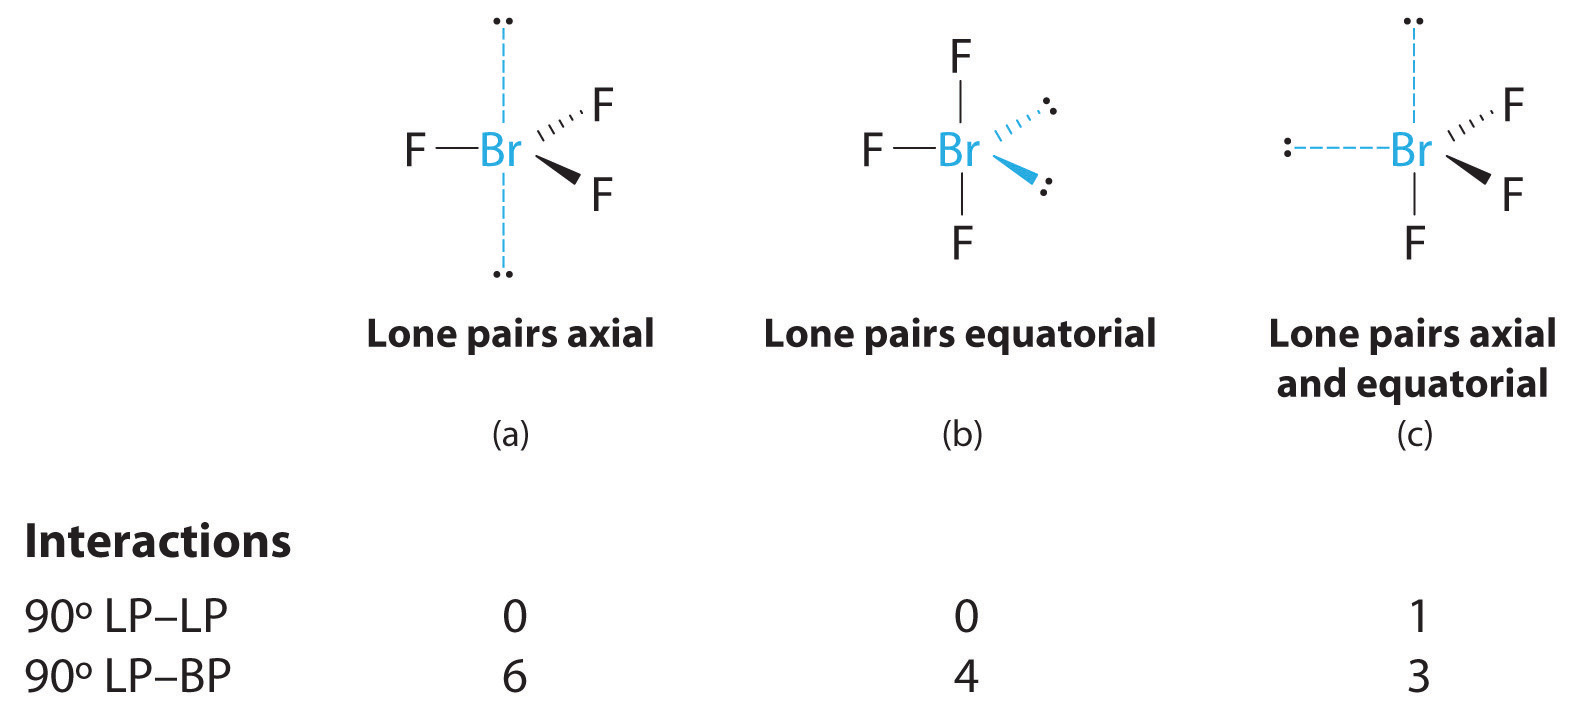 F
F Br F
F
F
F Br
F
F
Br F
F
F
Lone pairs axial
Lone pairs equatorial
Lone pairs axial
and equatorial
(a)
(b)
(c)
Interactions
90º LP–LP 0 0 1
90º LP–BP 6 4 3